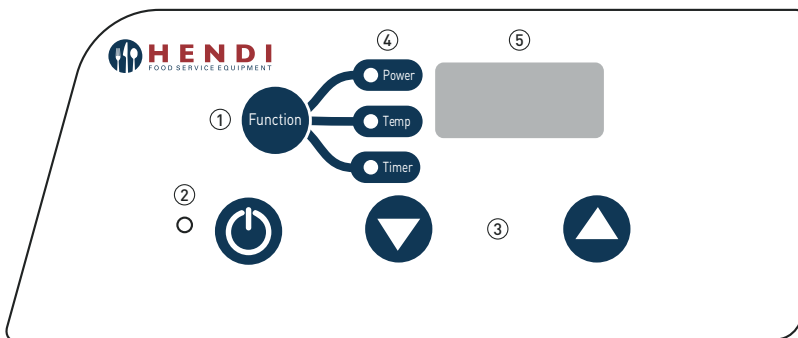 ④ ⑤
HENDI
FOOD SERVICE EQUIPMENT
Power
① Function Temp
Timer
②
③